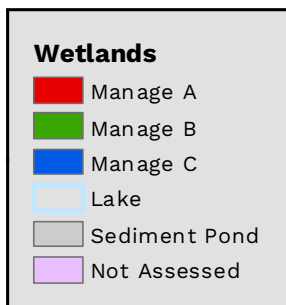 Wetlands
Manage A
Manage B
Manage C
Lake
Sediment Pond
Not Assessed